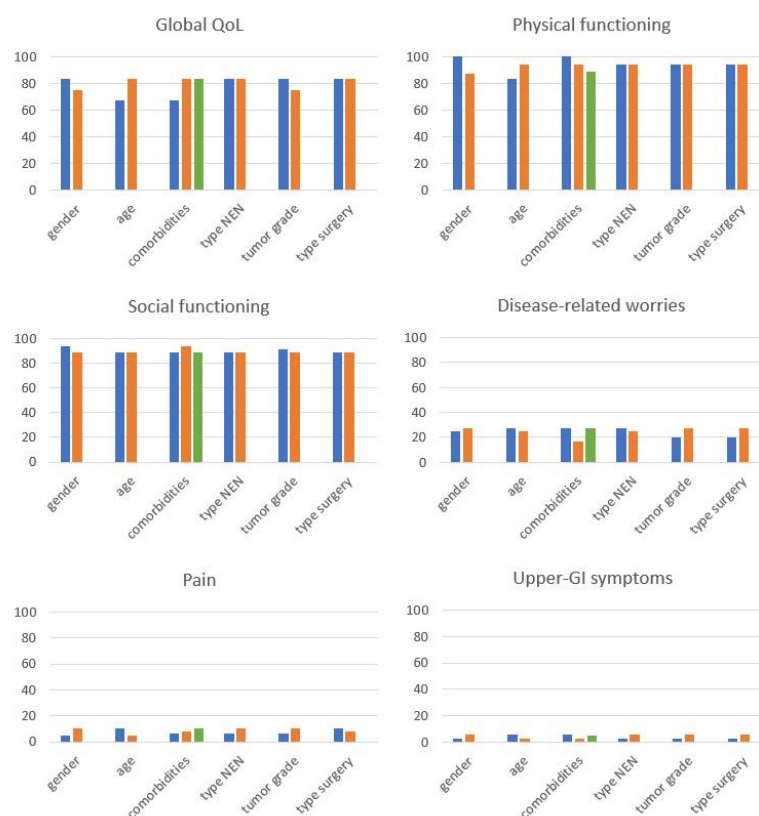 Global QoL
100
80
60
40
20
0
gender
age
comorbidities
type NEN
tumor grade
type surgery
Physical functioning
100
80
60
40
20
0
gender
age
comorbidities
type NEN
tumor grade
type surgery
Social functioning
100
80
60
40
20
0
gender
age
comorbidities
type NEN
tumor grade
type surgery
Disease-related worries
100
80
60
40
20
0
gender
age
comorbidities
type NEN
tumor grade
type surgery
Pain
100
80
60
40
20
0
gender
age
comorbidities
type NEN
tumor grade
type surgery
Upper-GI symptoms
100
80
60
40
20
0
gender
age
comorbidities
type NEN
tumor grade
type surgery